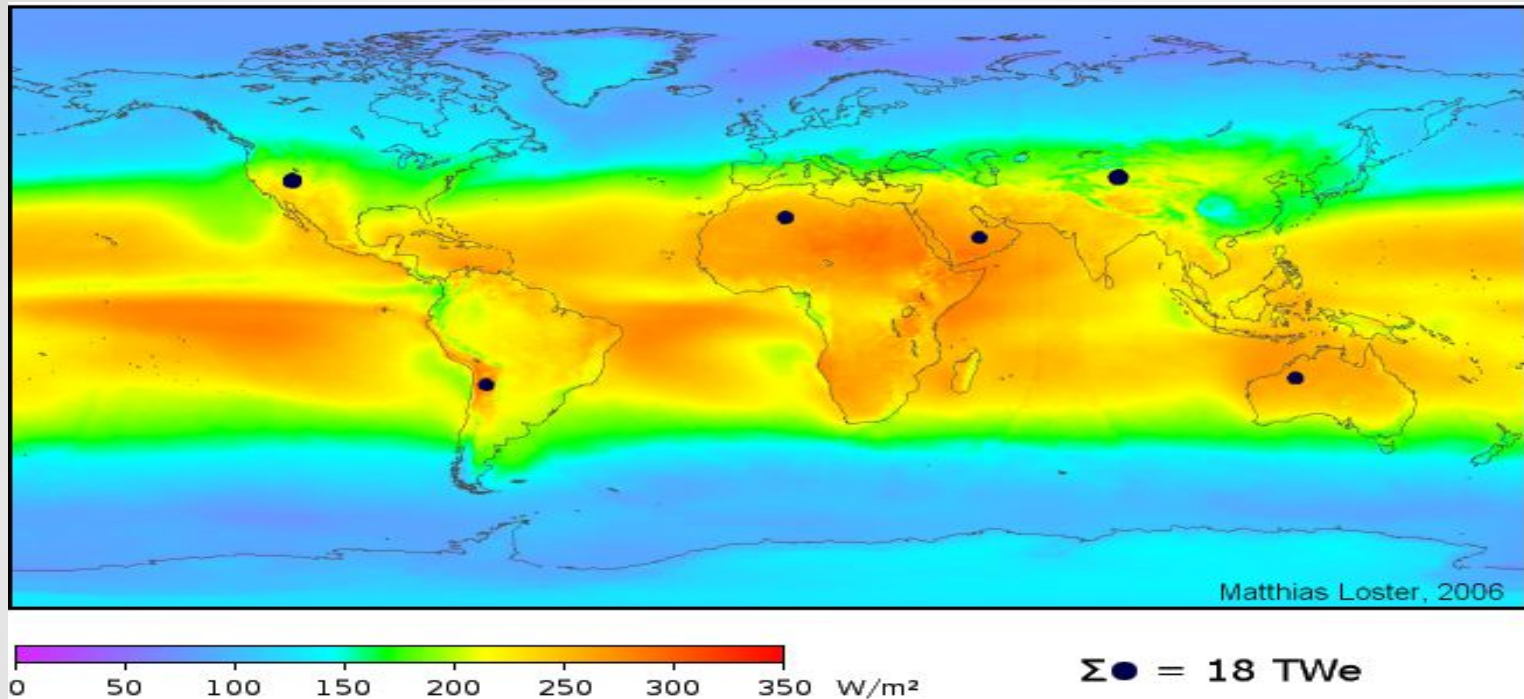 Matthias Loster, 2006
0 50 100 150 200 250 300 350 W/m²
Σ● = 18 TWe